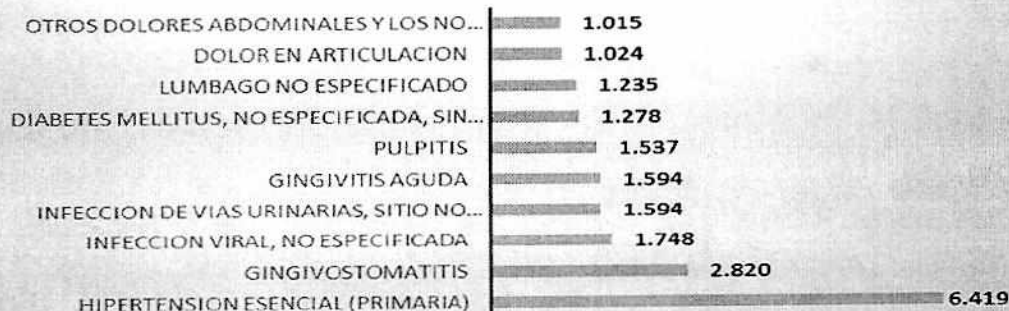 OTROS DOLORES ABDOMINALES Y LOS NO... 1.015
DOLOR EN ARTICULACION 1.024
LUMBAGO NO ESPECIFICADO 1.235
DIABETES MELLITUS, NO ESPECIFICADA, SIN... 1.278
PULPITIS 1.537
GINGIVITIS AGUDA 1.594
INFECCION DE VIAS URINARIAS, SITIO NO... 1.594
INFECCION VIRAL, NO ESPECIFICADA 1.748
GINGIVOSTOMATITIS 2.820
HIPERTENSION ESENCIAL (PRIMARIA) 6.419